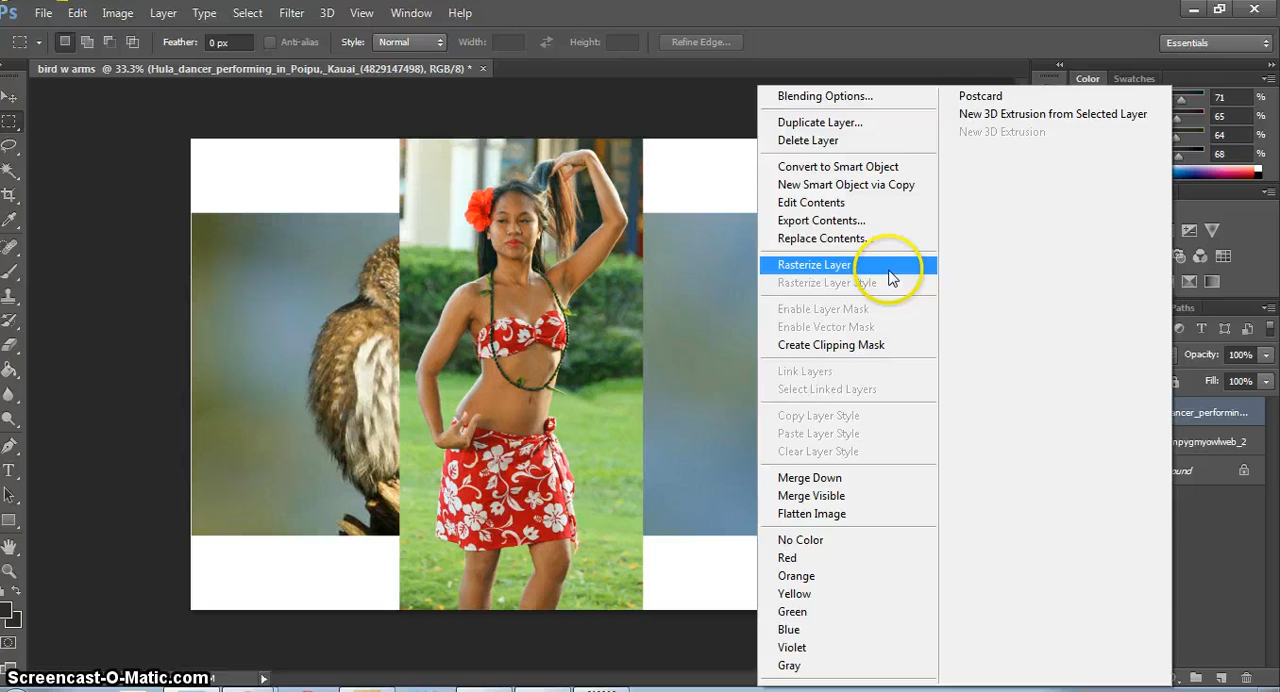 Ps File Edit Image Layer Type Select Filter 3D View Window Help
Feather: 0 px Anti-alias Style: Normal Width: Height: Refine Edge... Essentials
bird w arms @ 33.3% (Hula_dancer_performing_in_Poipu,_Kauai_(4829147498), RGB/8) * ×
Color Swatches
71 %
65 %
64 %
68 %
Blending Options...
Duplicate Layer...
Delete Layer
Convert to Smart Object
New Smart Object via Copy
Edit Contents
Export Contents...
Replace Contents...
Rasterize Layer
Rasterize Layer Style
Enable Layer Mask
Enable Vector Mask
Create Clipping Mask
Link Layers
Select Linked Layers
Copy Layer Style
Paste Layer Style
Clear Layer Style
Merge Down
Merge Visible
Flatten Image
No Color
Red
Orange
Yellow
Green
Blue
Violet
Gray
Postcard
New 3D Extrusion from Selected Layer
New 3D Extrusion
Paths
Opacity: 100%
Fill: 100%
dancer_performin...
npygmyowlweb_2
ound
Screencast-O-Matic.com